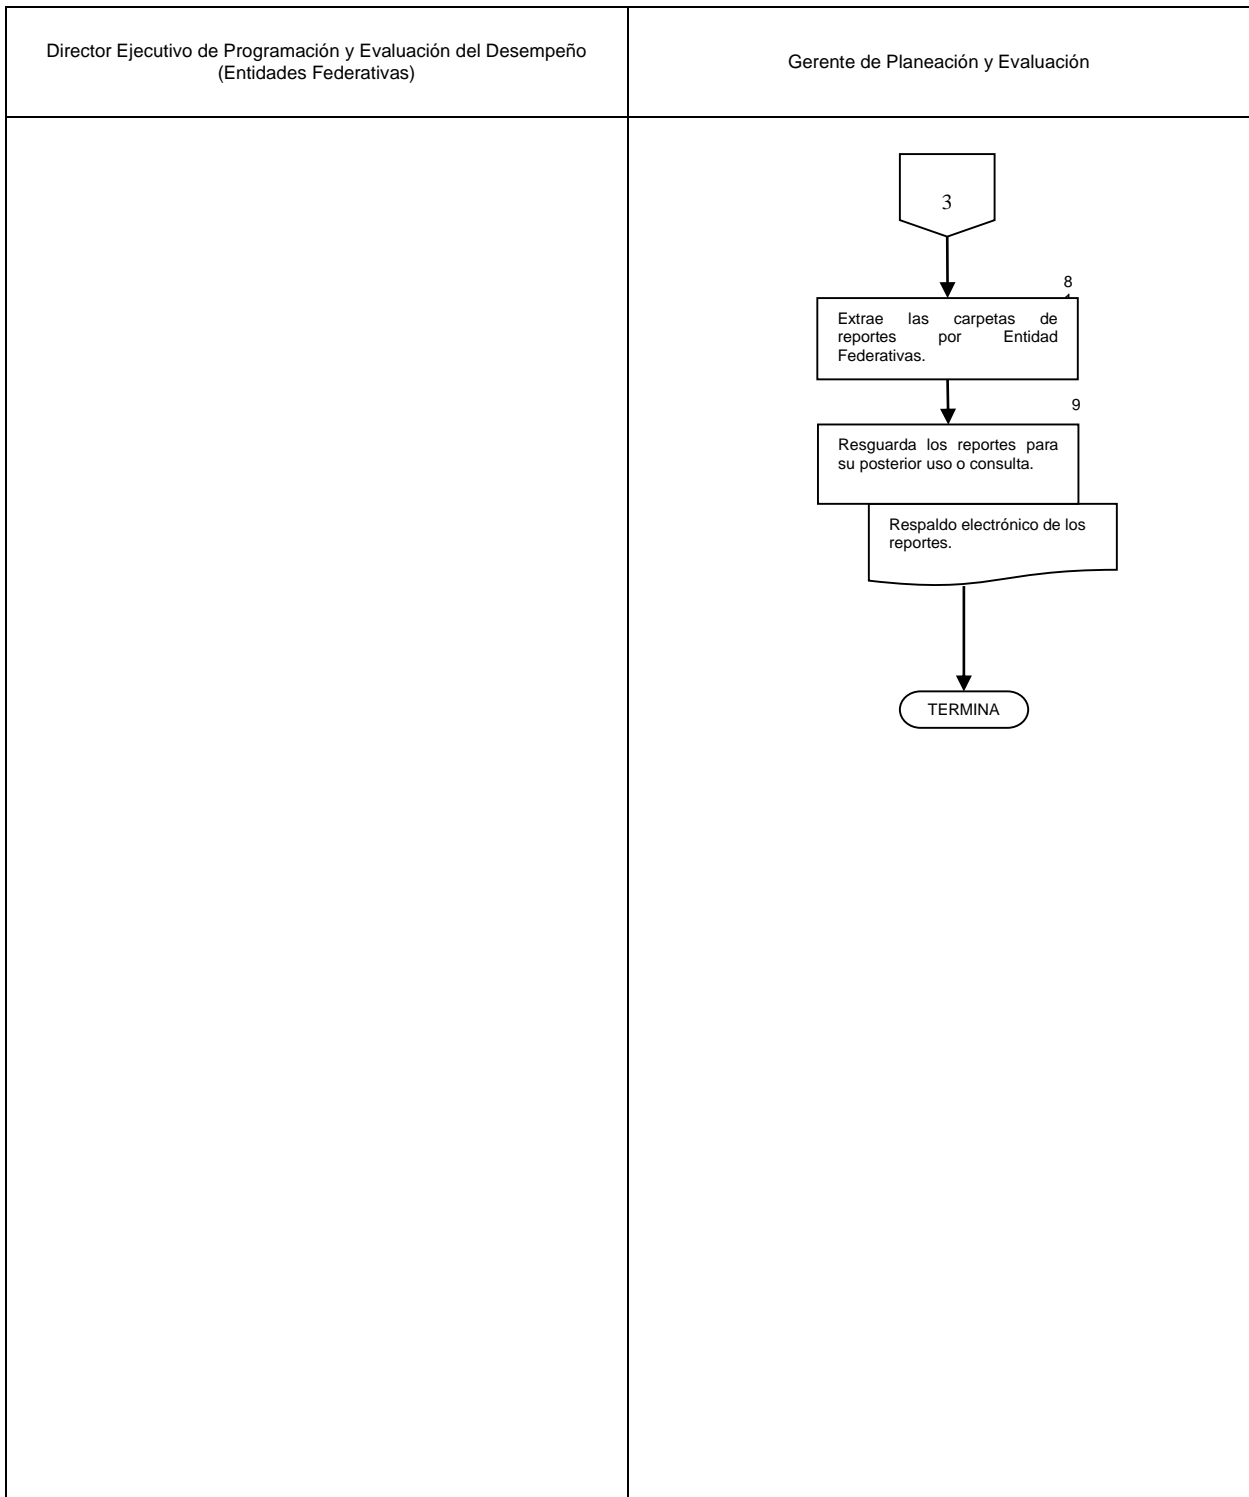 Director Ejecutivo de Programación y Evaluación del Desempeño
(Entidades Federativas)
Gerente de Planeación y Evaluación
3
8
Extrae las carpetas de
reportes por Entidad
Federativas.
9
Resguarda los reportes para
su posterior uso o consulta.
Respaldo electrónico de los
reportes.
TERMINA